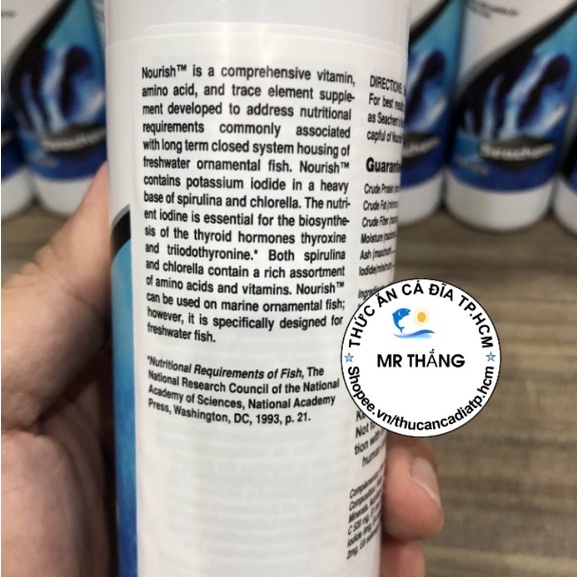 Nourish™ is a comprehensive vitamin,
amino acid, and trace element supple-
ment developed to address nutritional
requirements commonly associated
with long term closed system housing of
freshwater ornamental fish. Nourish™
contains potassium iodide in a heavy
base of spirulina and chlorella. The nutri-
ent iodine is essential for the biosynthe-
sis of the thyroid hormones thyroxine
and triiodothyronine.* Both spirulina
and chlorella contain a rich assortment
of amino acids and vitamins. Nourish™
can be used on marine ornamental fish;
however, it is specifically designed for
freshwater fish.
*Nutritional Requirements of Fish, The
National Research Council of the National
Academy of Sciences, National Academy
Press, Washington, DC, 1993, p. 21.
DIRECTIONS
For best
as Seachem's
capful of
Crude Protein
Crude Fat
Crude Fiber
Moisture
Ash
THỨC ĂN CÁ DĨA TP.HCM
MR THẮNG
Shopee.vn/thucancadiatp.hcm